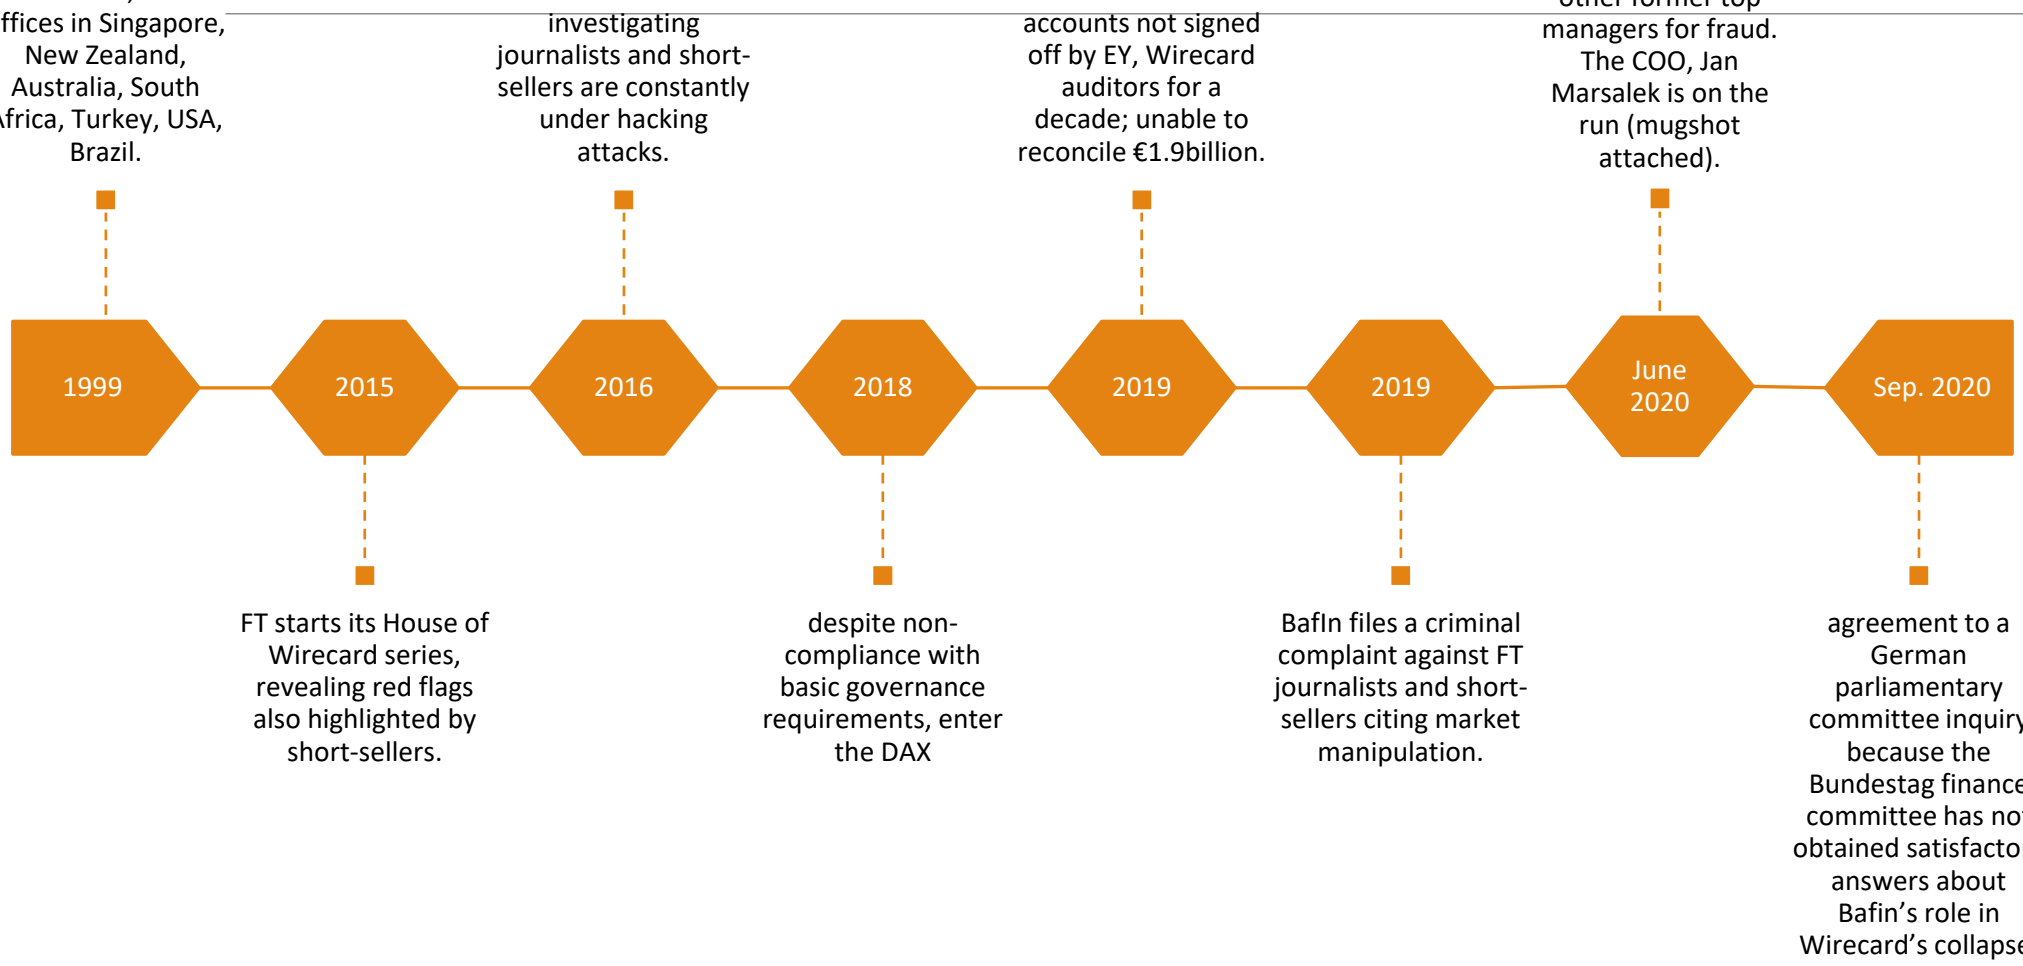 offices in Singapore,
New Zealand,
Australia, South
Africa, Turkey, USA,
Brazil.
investigating
journalists and short-
sellers are constantly
under hacking
attacks.
accounts not signed
off by EY, Wirecard
auditors for a
decade; unable to
reconcile €1.9billion.
other former top
managers for fraud.
The COO, Jan
Marsalek is on the
run (mugshot
attached).
1999
2015
2016
2018
2019
2019
June
2020
Sep. 2020
FT starts its House of
Wirecard series,
revealing red flags
also highlighted by
short-sellers.
despite non-
compliance with
basic governance
requirements, enter
the DAX
BafIn files a criminal
complaint against FT
journalists and short-
sellers citing market
manipulation.
agreement to a
German
parliamentary
committee inquiry
because the
Bundestag finance
committee has not
obtained satisfactor
answers about
Bafin’s role in
Wirecard’s collapse